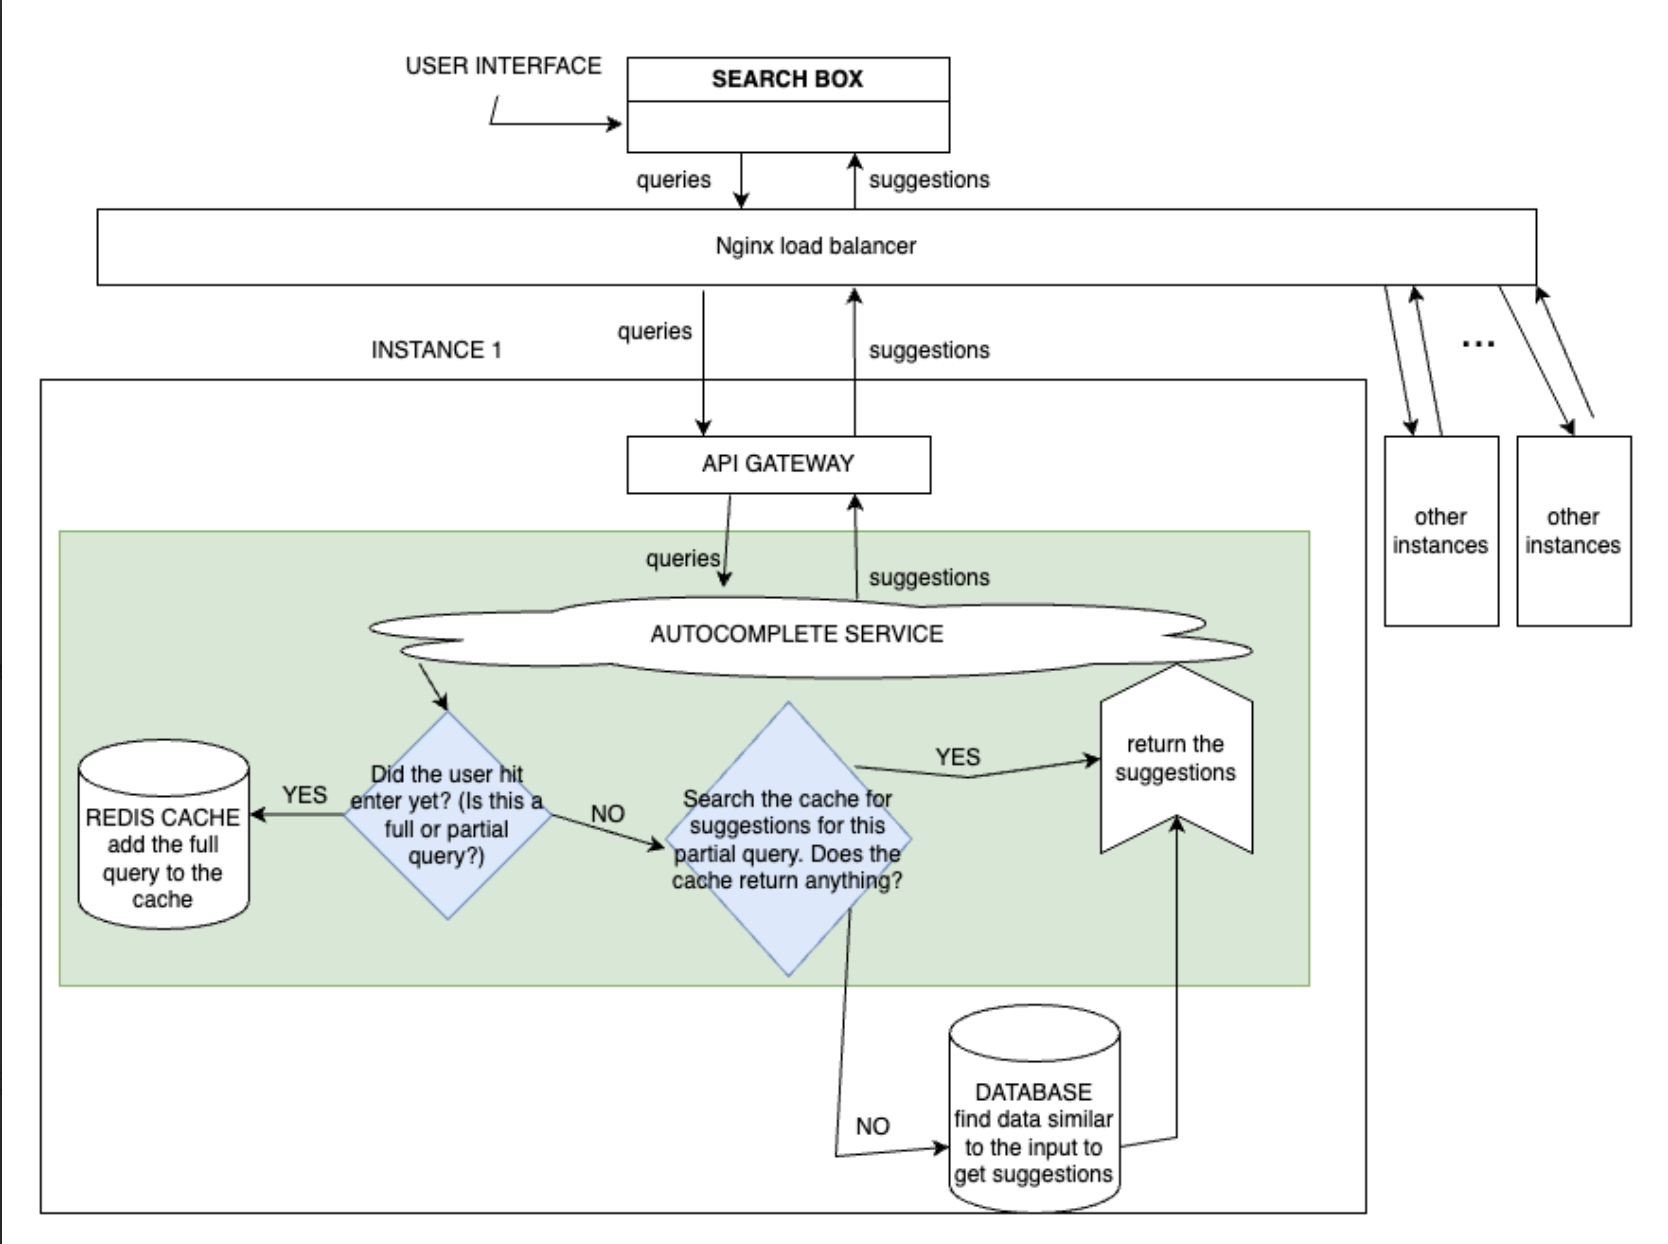 USER INTERFACE
SEARCH BOX
queries
suggestions
Nginx load balancer
queries
INSTANCE 1
suggestions
...
API GATEWAY
other
instances
other
instances
queries
suggestions
AUTOCOMPLETE SERVICE
Did the user hit
enter yet? (Is this a
full or partial
query?)
YES
REDIS CACHE
add the full
query to the
cache
NO
Search the cache for
suggestions for this
partial query. Does the
cache return anything?
YES
return the
suggestions
NO
DATABASE
find data similar
to the input to
get suggestions